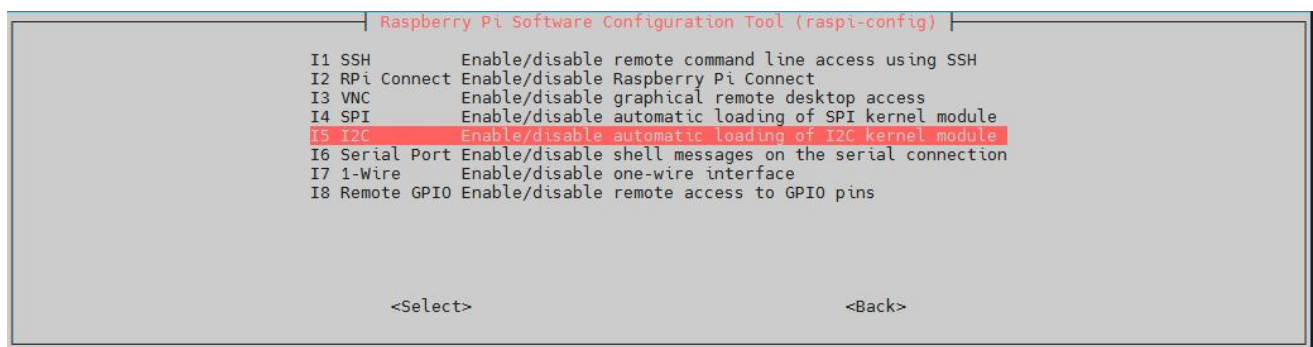 Raspberry Pi Software Configuration Tool (raspi-config)
I1 SSH Enable/disable remote command line access using SSH
I2 RPi Connect Enable/disable Raspberry Pi Connect
I3 VNC Enable/disable graphical remote desktop access
I4 SPI Enable/disable automatic loading of SPI kernel module
I5 I2C Enable/disable automatic loading of I2C kernel module
I6 Serial Port Enable/disable shell messages on the serial connection
I7 1-Wire Enable/disable one-wire interface
I8 Remote GPIO Enable/disable remote access to GPIO pins
<Select> <Back>